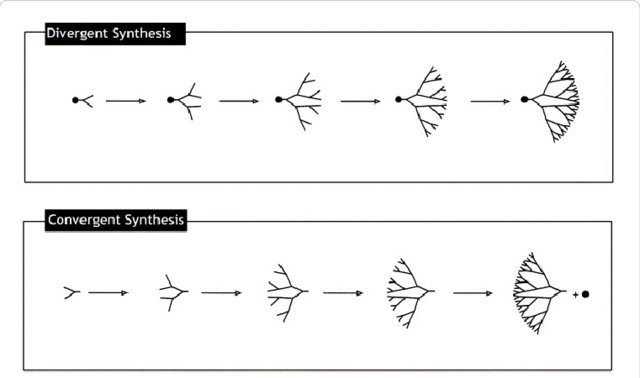 Divergent Synthesis
Convergent Synthesis
+